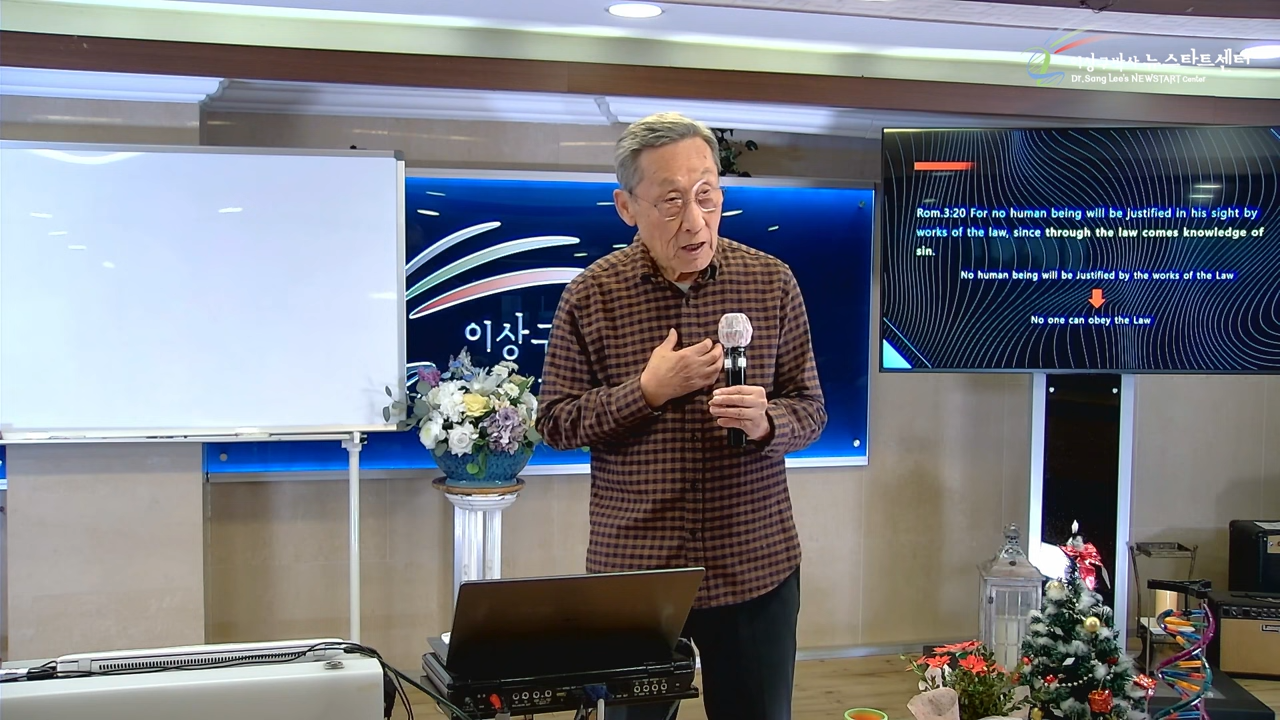 뉴스타트센터
Dr. Sang Lee's NEWSTART Center
Rom.3:20 For no human being will be justified in his sight by
works of the law, since through the law comes knowledge of
sin.
No human being will be Justified by the works of the Law
No one can obey the Law
이상구